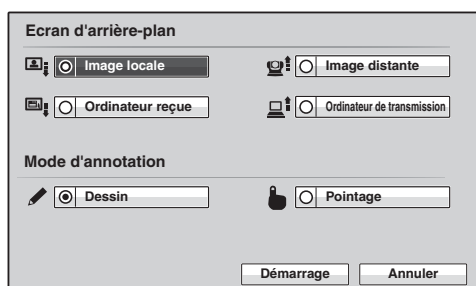 Ecran d'arrière-plan
Image locale
Image distante
Ordinateur reçue
Ordinateur de transmission
Mode d'annotation
Dessin
Pointage
Démarrage
Annuler